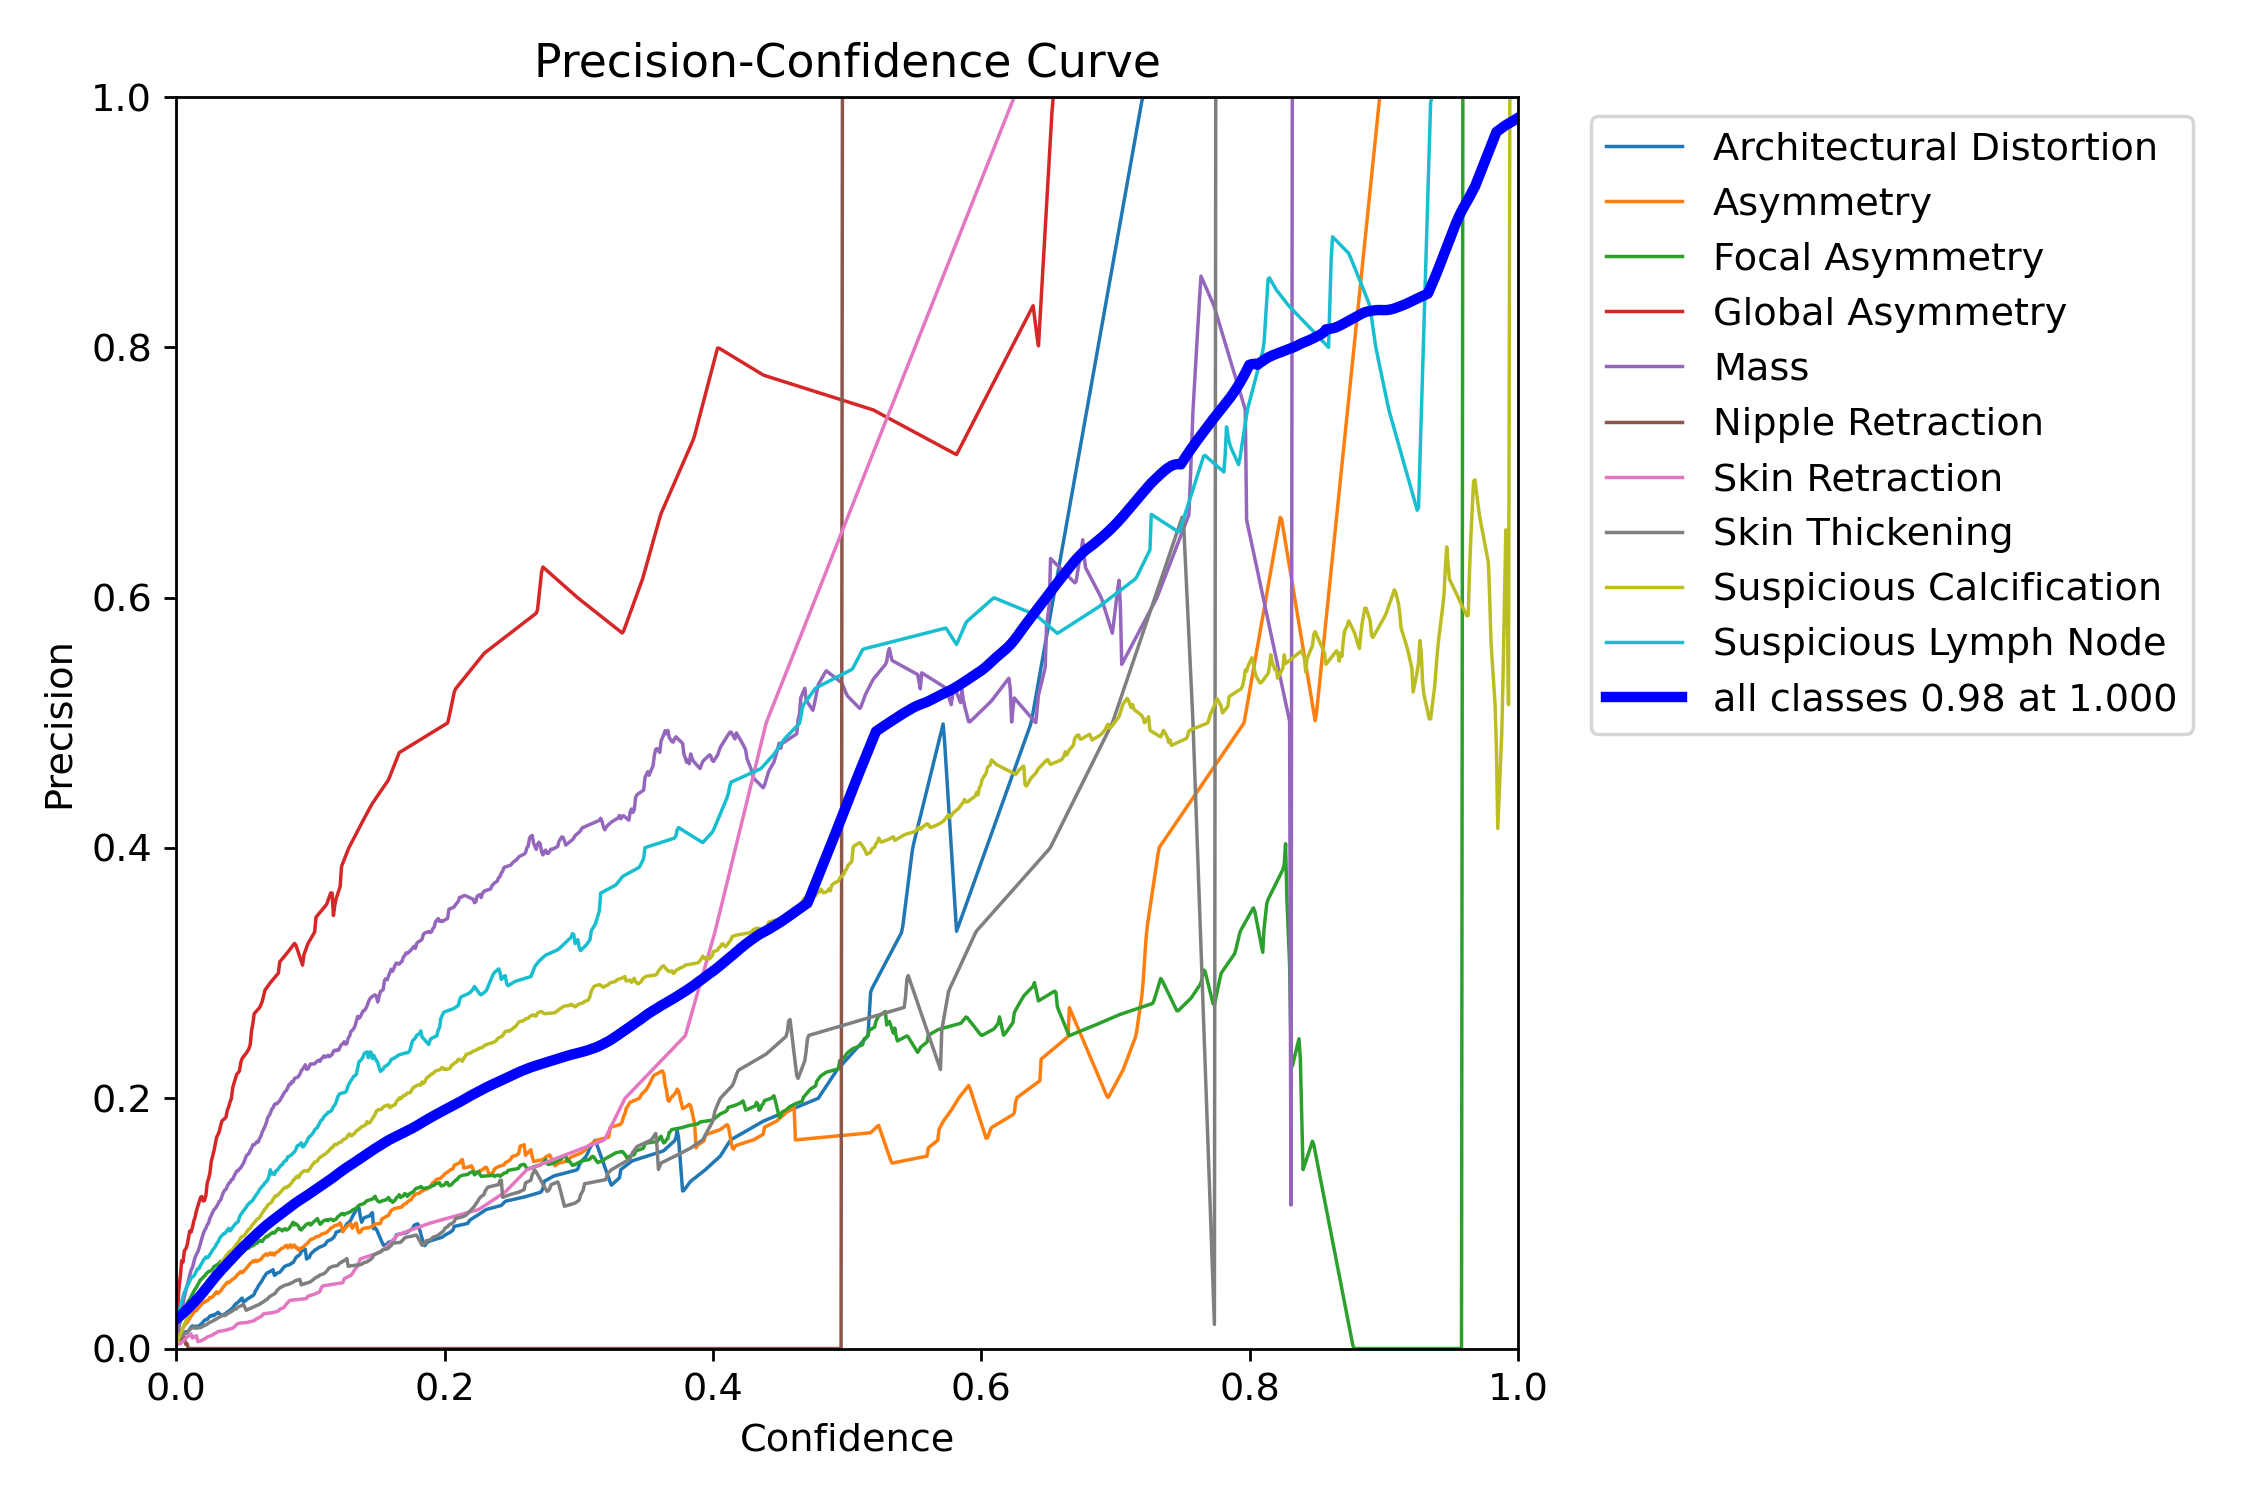 Precision-Confidence Curve
1.0
0.8
0.6
0.4
0.2
0.0
Precision
0.0 0.2 0.4 0.6 0.8 1.0
Confidence
Architectural Distortion
Asymmetry
Focal Asymmetry
Global Asymmetry
Mass
Nipple Retraction
Skin Retraction
Skin Thickening
Suspicious Calcification
Suspicious Lymph Node
all classes 0.98 at 1.000